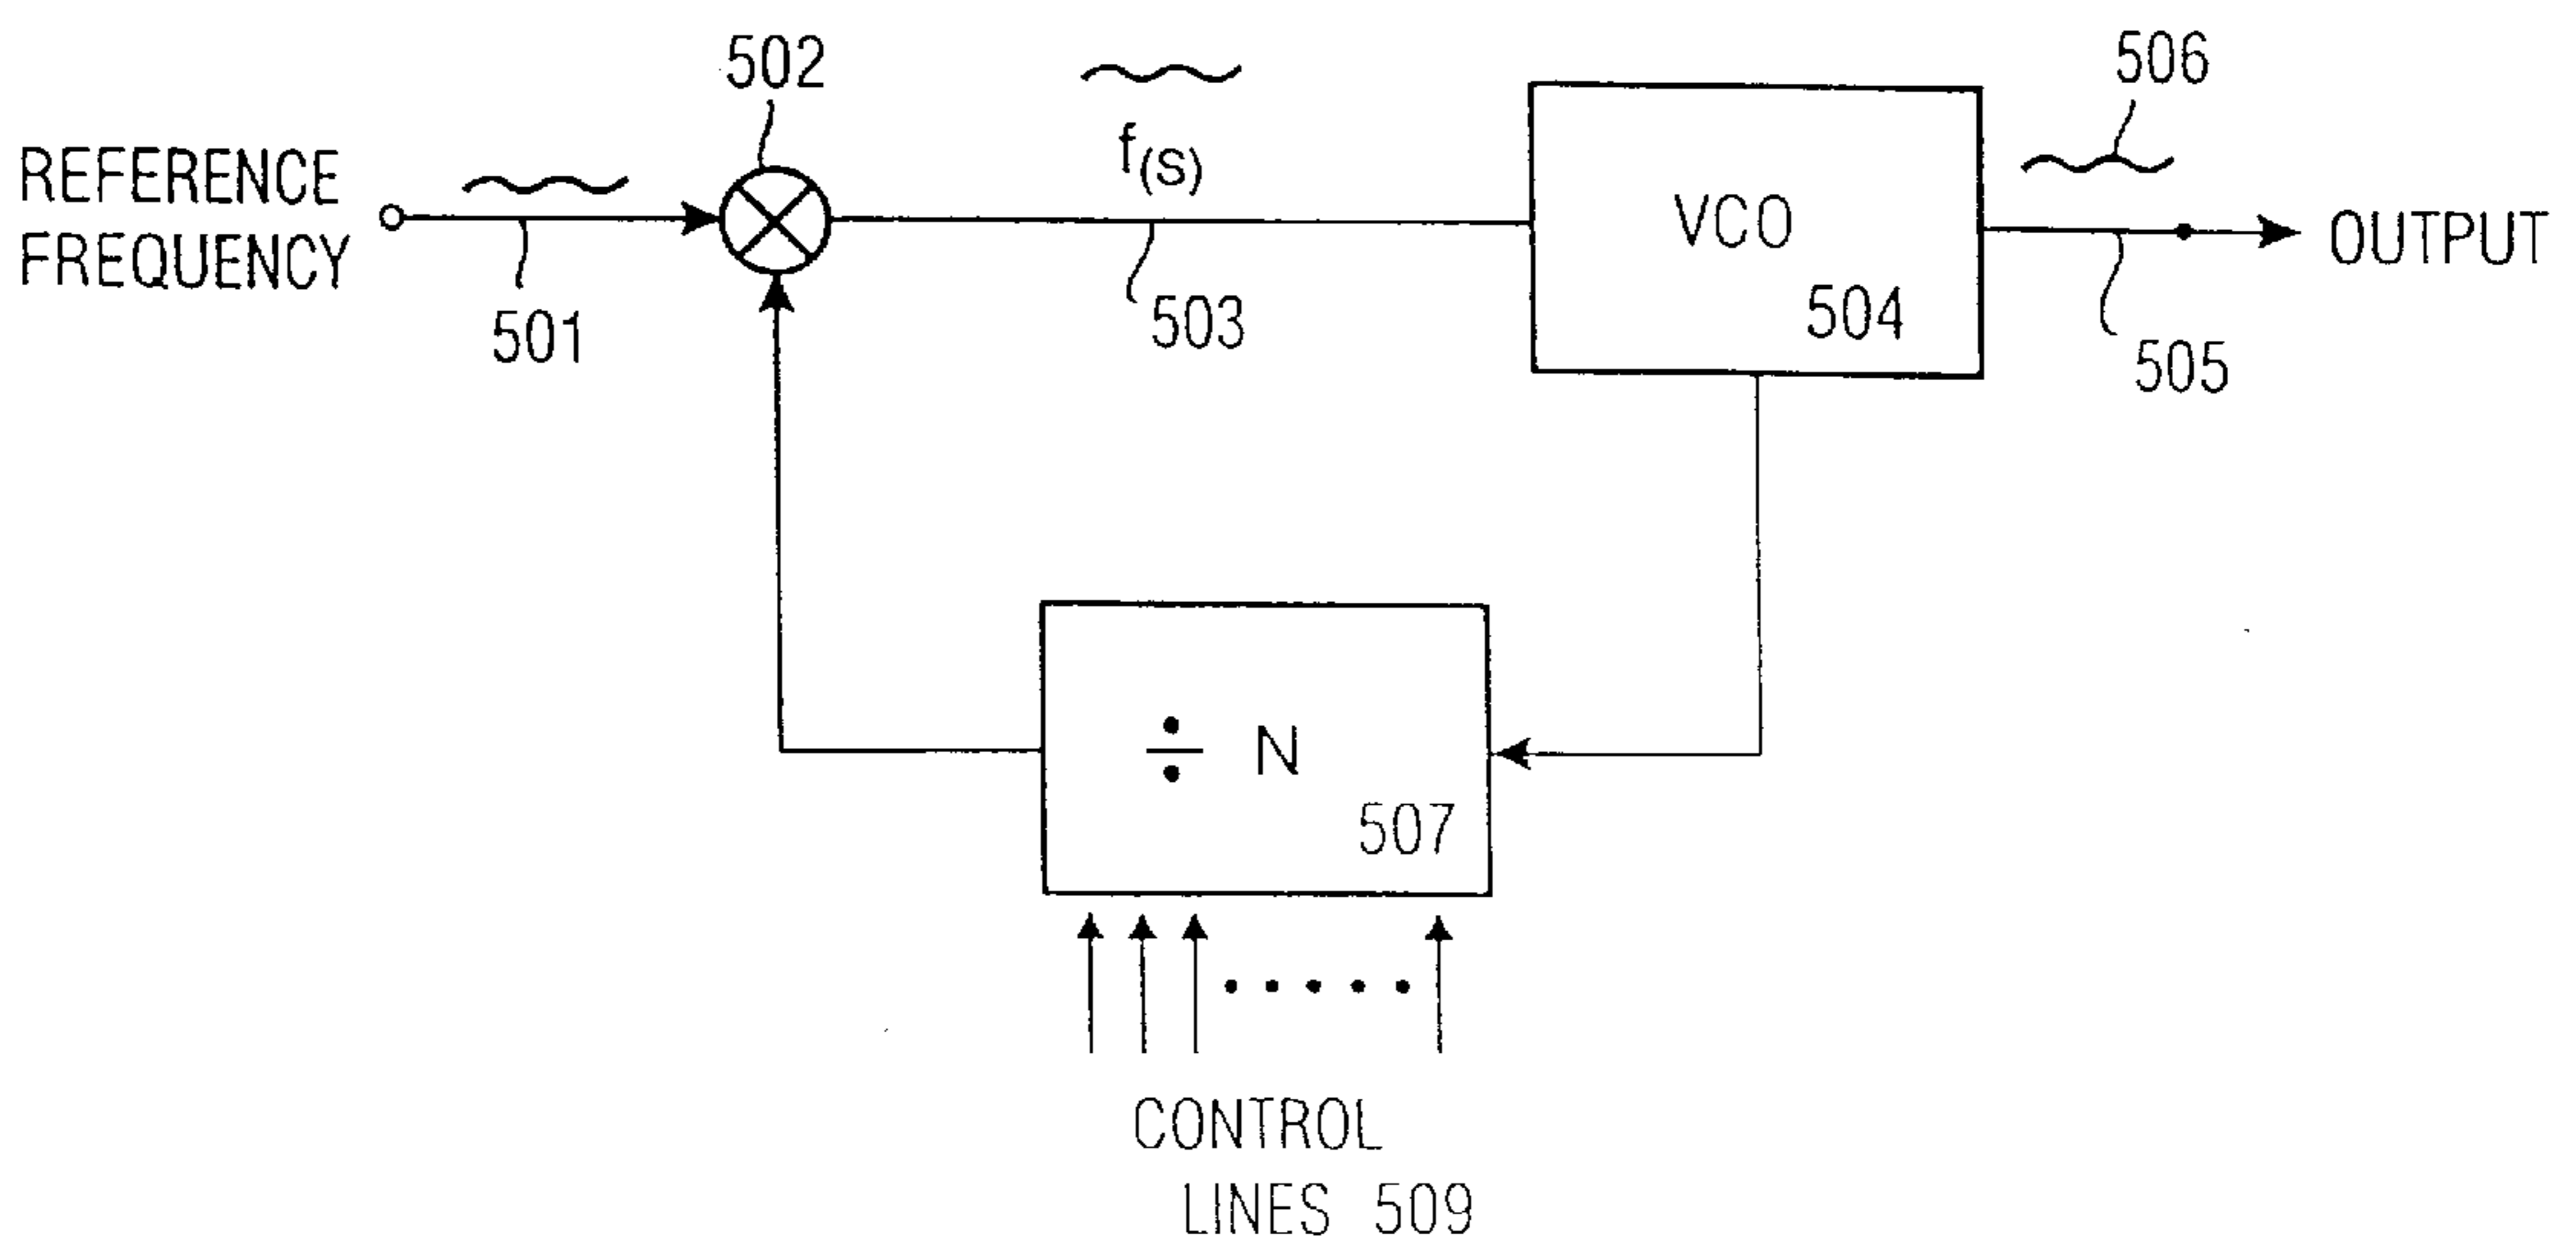 502
506
REFERENCE
FREQUENCY
f(S)
VCO
504
OUTPUT
501
503
505
÷ N
507
CONTROL
LINES 509